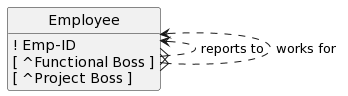 Employee
! Emp-ID
[ ^Functional Boss ]
[ ^Project Boss ]
reports to
works for